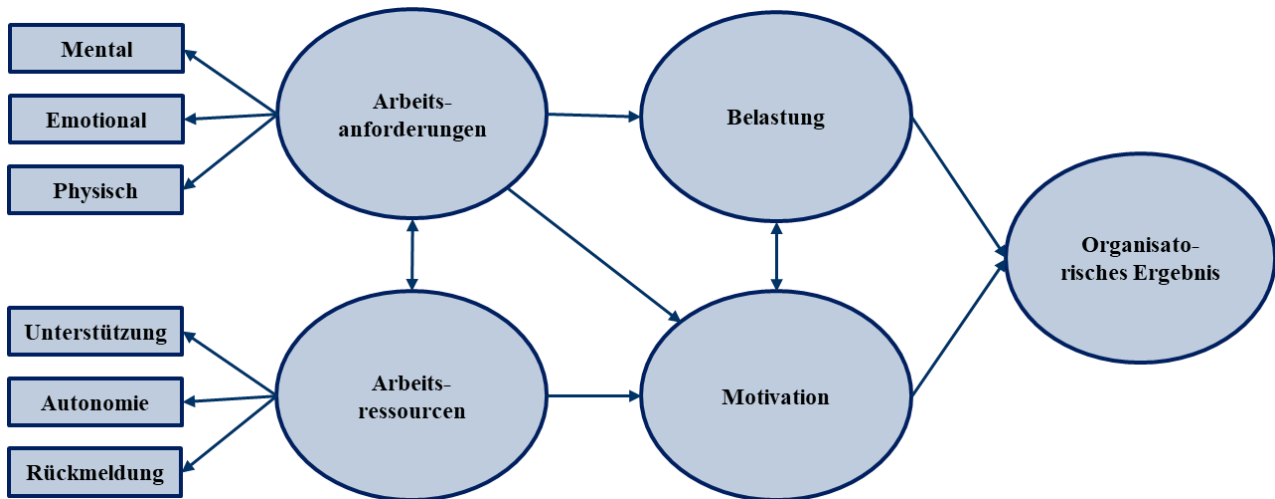 Mental
Emotional
Physisch
Arbeits-
anforderungen
Belastung
Organisato-
risches Ergebnis
Unterstützung
Autonomie
Rückmeldung
Arbeits-
ressourcen
Motivation